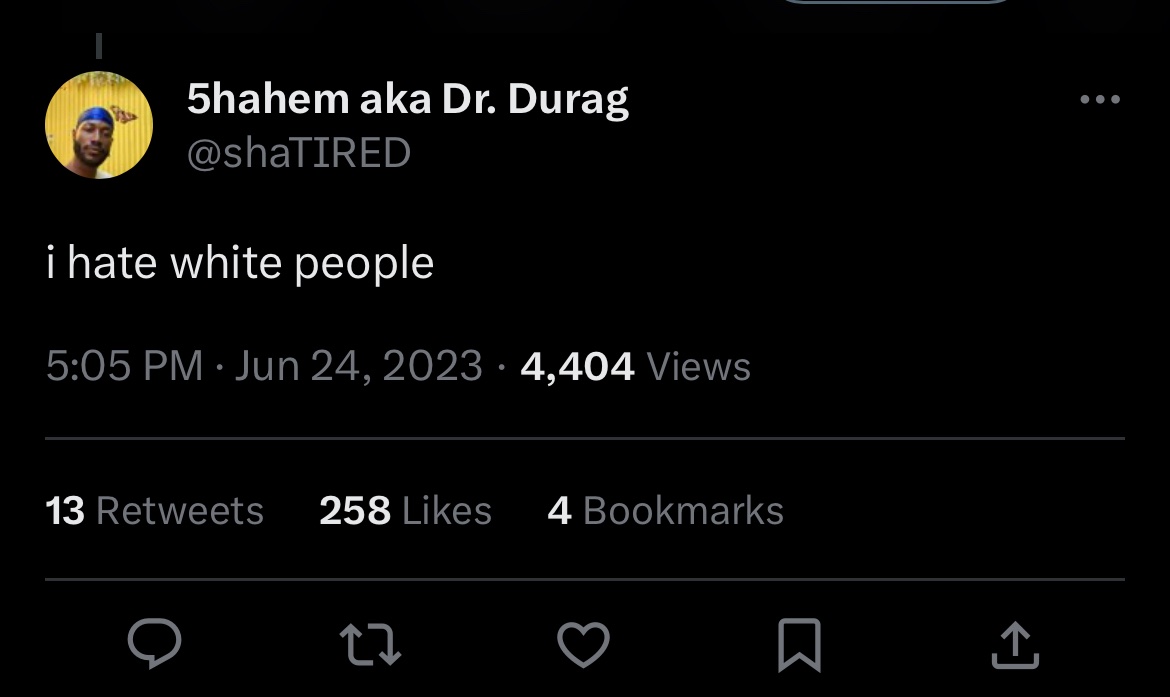 5hahem aka Dr. Durag
@shaTIRED
i hate white people
5:05 PM · Jun 24, 2023 · 4,404 Views
13 Retweets 258 Likes 4 Bookmarks